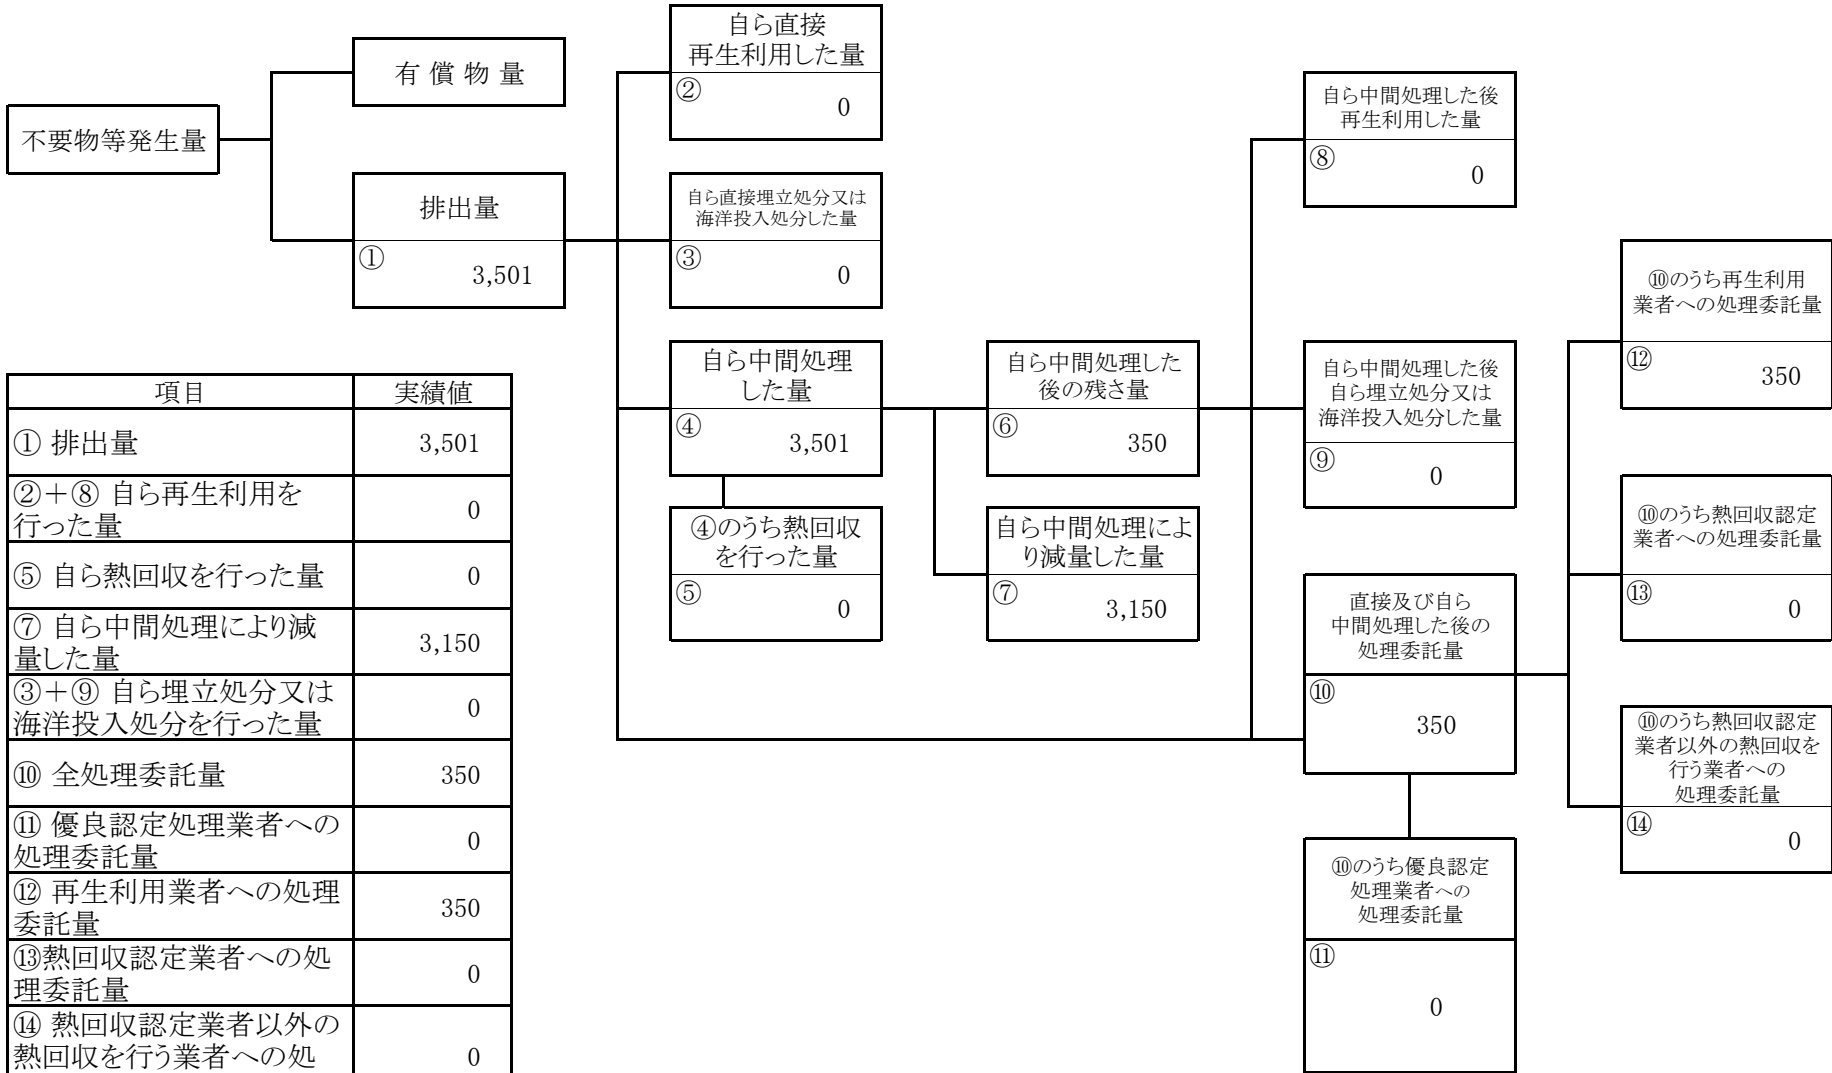 不要物等発生量
有償物量
排出量
①
3,501
自ら直接
再生利用した量
②
0
自ら直接埋立処分又は
海洋投入処分した量
③
0
自ら中間処理
した量
④
3,501
④のうち熱回収
を行った量
⑤
0
自ら中間処理した
後の残さ量
⑥
350
自ら中間処理によ
り減量した量
⑦
3,150
自ら中間処理した後
再生利用した量
⑧
0
自ら中間処理した後
自ら埋立処分又は
海洋投入処分した量
⑨
0
直接及び自ら
中間処理した後の
処理委託量
⑩
350
⑩のうち優良認定
処理業者への
処理委託量
⑪
0
⑩のうち再生利用
業者への処理委託量
⑫
350
⑩のうち熱回収認定
業者への処理委託量
⑬
0
⑩のうち熱回収認定
業者以外の熱回収を
行う業者への
処理委託量
⑭
0
項目 実績値
① 排出量 3,501
②+⑧ 自ら再生利用を
行った量 0
⑤ 自ら熱回収を行った量 0
⑦ 自ら中間処理により減
量した量 3,150
③+⑨ 自ら埋立処分又は
海洋投入処分を行った量 0
⑩ 全処理委託量 350
⑪ 優良認定処理業者への
処理委託量 0
⑫ 再生利用業者への処理
委託量 350
⑬熱回収認定業者への処
理委託量 0
⑭ 熱回収認定業者以外の
熱回収を行う業者への処 0